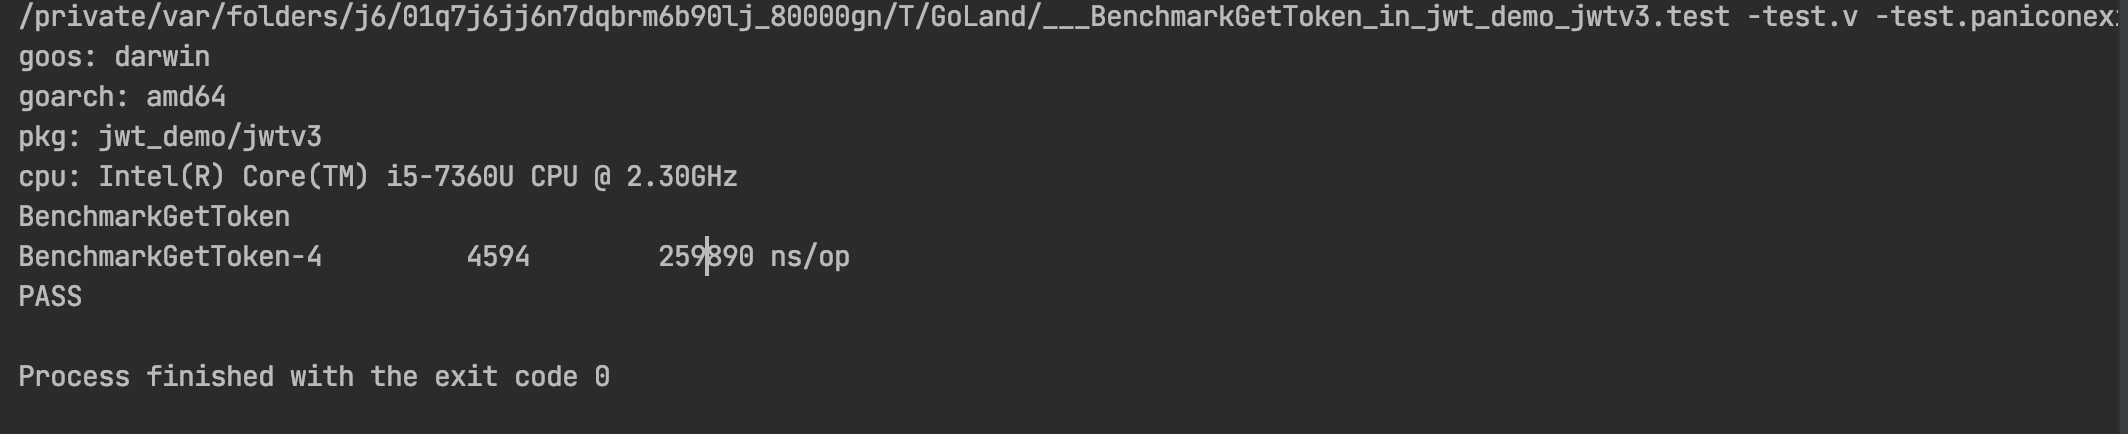 /private/var/folders/j6/01q7j6jj6n7dqbrm6b90lj_80000gn/T/GoLand/___BenchmarkGetToken_in_jwt_demo_jwtv3.test -test.v -test.paniconex
goos: darwin
goarch: amd64
pkg: jwt_demo/jwtv3
cpu: Intel(R) Core(TM) i5-7360U CPU @ 2.30GHz
BenchmarkGetToken
BenchmarkGetToken-4         4594        259890 ns/op
PASS
Process finished with the exit code 0